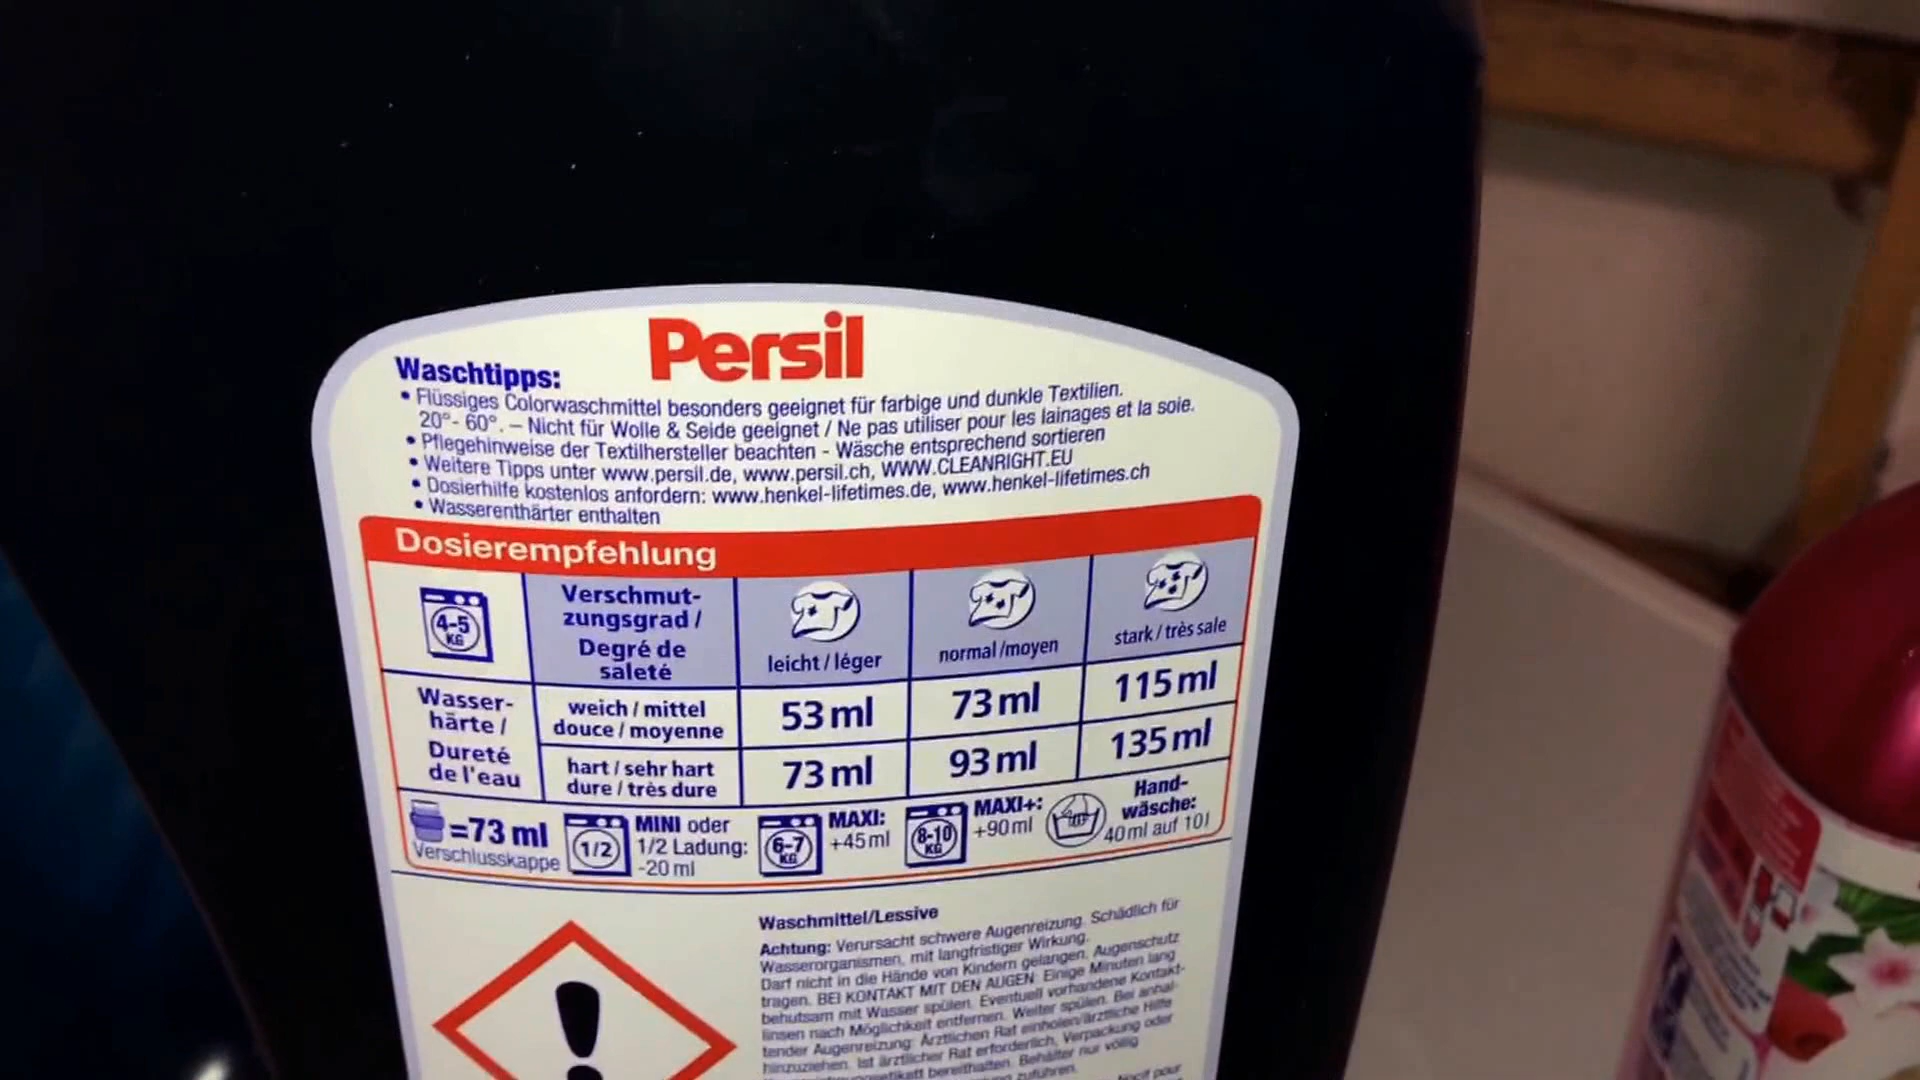 Persil
Waschtipps:
• Flüssiges Colorwaschmittel besonders geeignet für farbige und dunkle Textilien.
20°- 60°. – Nicht für Wolle & Seide geeignet / Ne pas utiliser pour les lainages et la soie.
• Pflegehinweise der Textilhersteller beachten - Wäsche entsprechend sortieren
• Weitere Tipps unter www.persil.de, www.persil.ch, WWW.CLEANRIGHT.EU
• Dosierhilfe kostenlos anfordern: www.henkel-lifetimes.de, www.henkel-lifetimes.ch
• Wasserenthärter enthalten
Dosierempfehlung
4-5
KG
Verschmut-
zungsgrad /
Degré de
saleté
leicht / léger
normal /moyen
stark / très sale
Wasser-
härte /
Dureté
de l'eau
weich / mittel
douce / moyenne
53 ml
73 ml
115 ml
hart / sehr hart
dure / très dure
73 ml
93 ml
135 ml
=73 ml
Verschlusskappe
1/2
MINI oder
1/2 Ladung:
-20 ml
6-7
KG
MAXI:
+45 ml
8-10
KG
MAXI+:
+90 ml
Hand-
wäsche:
40 ml auf 10 l
Waschmittel/Lessive
Achtung: Verursacht schwere Augenreizung. Schädlich für
Wasserorganismen, mit langfristiger Wirkung.
Darf nicht in die Hände von Kindern gelangen. Augenschutz
tragen. BEI KONTAKT MIT DEN AUGEN: Einige Minuten lang
behutsam mit Wasser spülen. Eventuell vorhandene Kontakt-
linsen nach Möglichkeit entfernen. Weiter spülen. Bei anhal-
tender Augenreizung: Ärztlichen Rat einholen/ärztliche Hilfe
hinzuziehen. Ist ärztlicher Rat erforderlich, Verpackung oder
bereithalten. Behälter nur völlig
zuführen.
Nocif pour